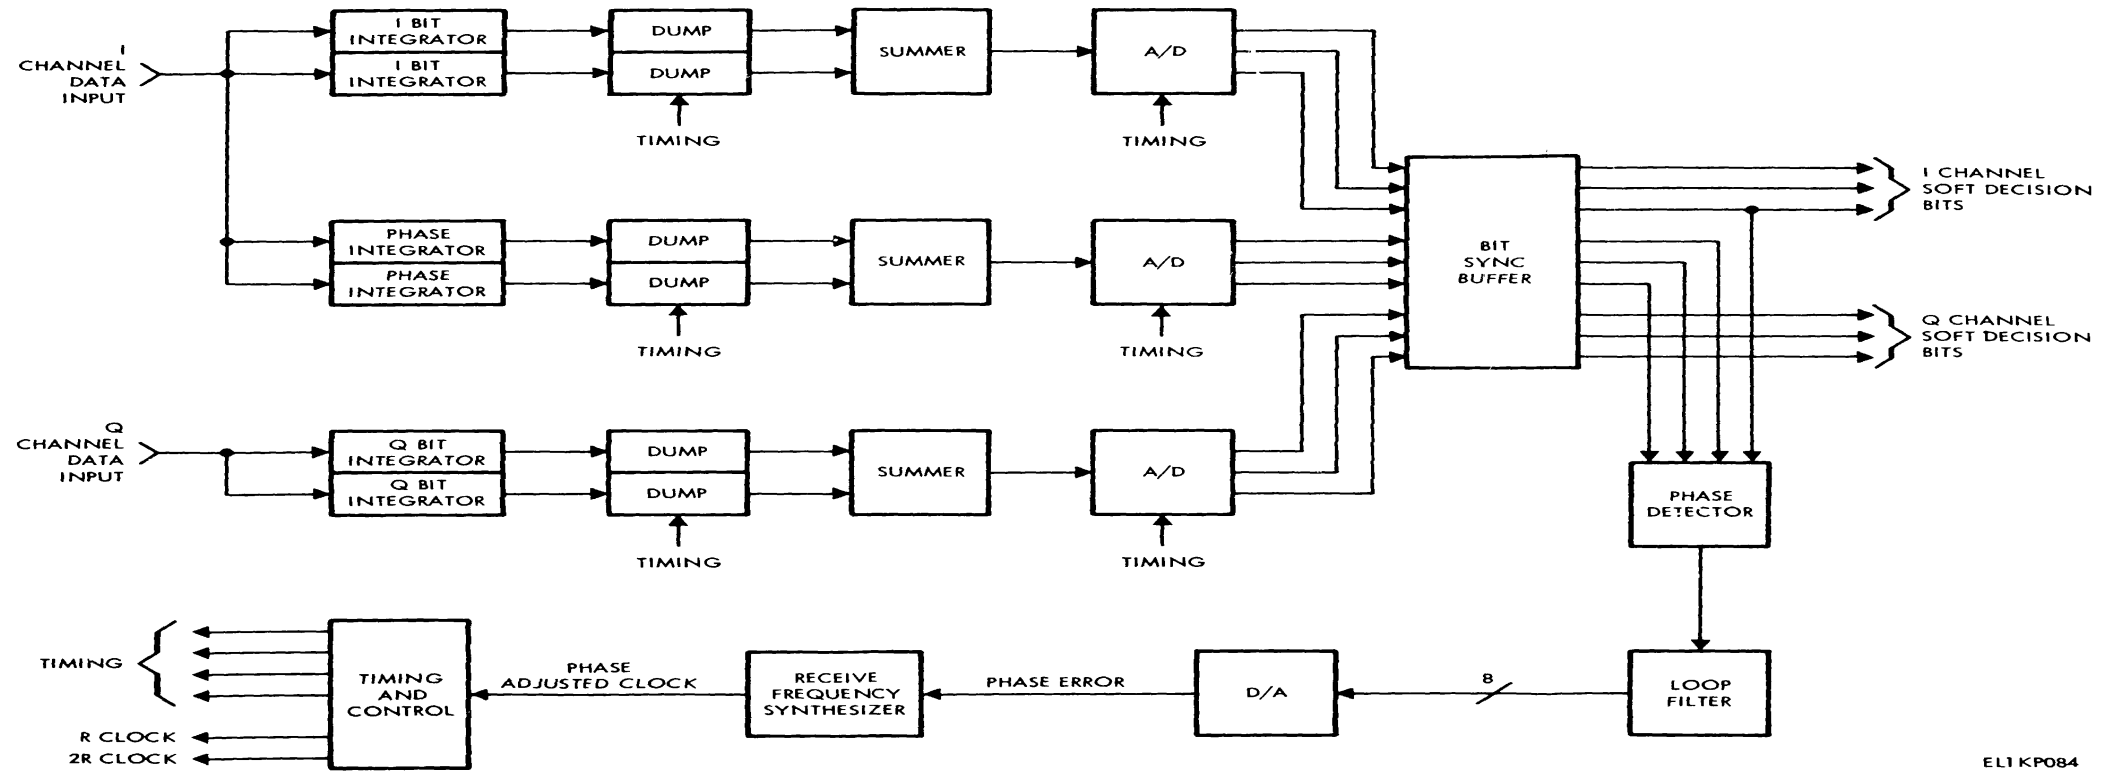 I
CHANNEL
DATA
INPUT
I BIT
INTEGRATOR
I BIT
INTEGRATOR
DUMP
DUMP
TIMING
SUMMER
A/D
TIMING
PHASE
INTEGRATOR
PHASE
INTEGRATOR
DUMP
DUMP
TIMING
SUMMER
A/D
TIMING
BIT
SYNC
BUFFER
I CHANNEL
SOFT DECISION
BITS
Q CHANNEL
SOFT DECISION
BITS
Q
CHANNEL
DATA
INPUT
Q BIT
INTEGRATOR
Q BIT
INTEGRATOR
DUMP
DUMP
TIMING
SUMMER
A/D
TIMING
PHASE
DETECTOR
TIMING
R CLOCK
2R CLOCK
TIMING
AND
CONTROL
PHASE
ADJUSTED CLOCK
RECEIVE
FREQUENCY
SYNTHESIZER
PHASE ERROR
D/A
8
LOOP
FILTER
EL1KP084